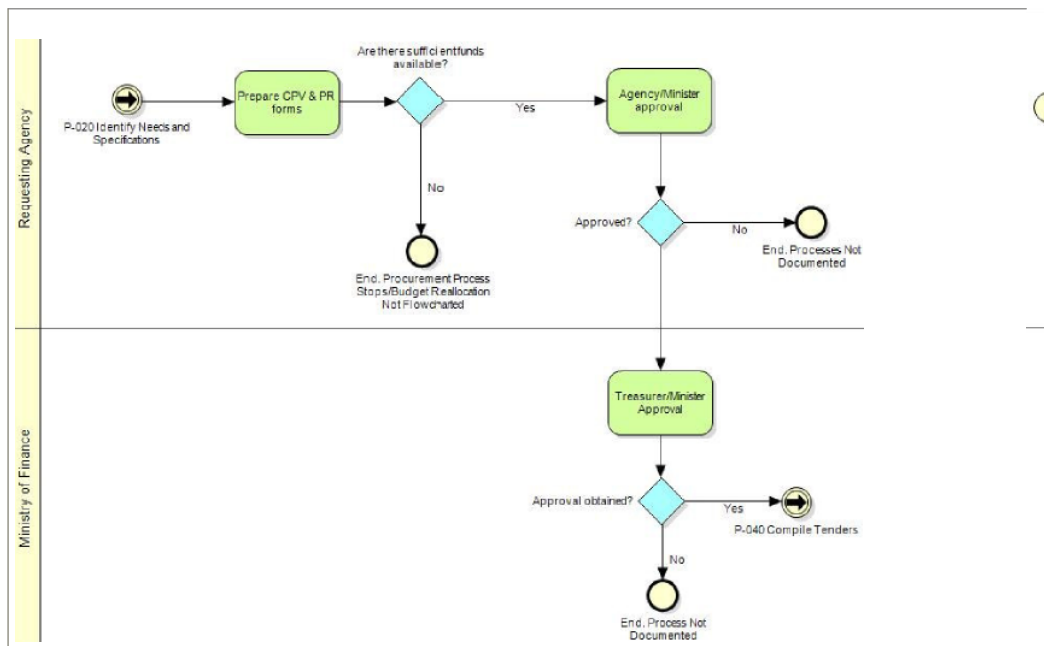 Requesting Agency
P-020 Identify Needs and
Specifications
Prepare CPV & PR
forms
Are there sufficient funds
available?
Yes
No
End. Procurement Process
Stops/Budget Reallocation
Not Flowcharted
Agency/Minister
approval
Approved?
No
End. Processes Not
Documented
Ministry of Finance
Treasurer/Minister
Approval
Approval obtained?
Yes
P-040 Compile Tenders
No
End. Process Not
Documented